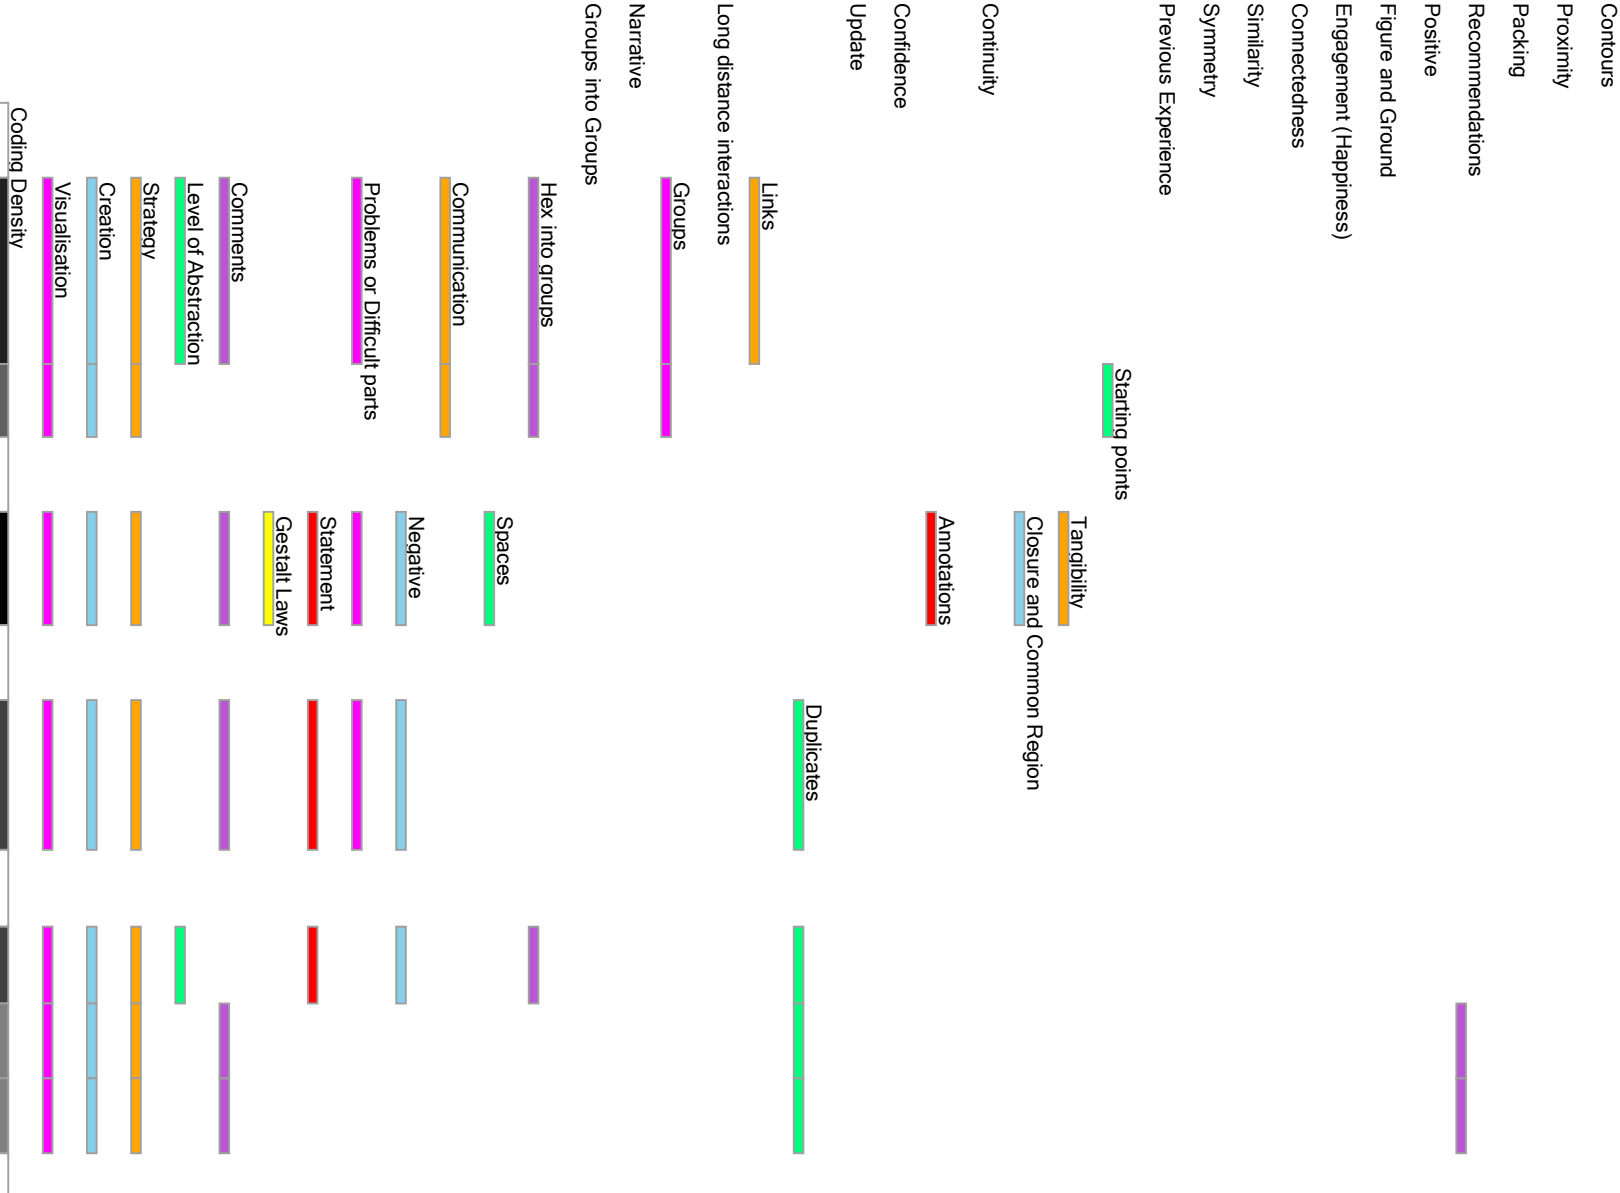 Coding Density
Visualisation
Creation
Strategy
Level of Abstraction
Comments
Gestalt Laws
Statement
Problems or Difficult parts
Negative
Communication
Spaces
Hex into groups
Groups into Groups
Narrative
Groups
Long distance interactions
Links
Duplicates
Update
Confidence
Annotations
Continuity
Closure and Common Region
Tangibility
Starting points
Previous Experience
Symmetry
Similarity
Connectedness
Engagement (Happiness)
Figure and Ground
Positive
Recommendations
Packing
Proximity
Contours